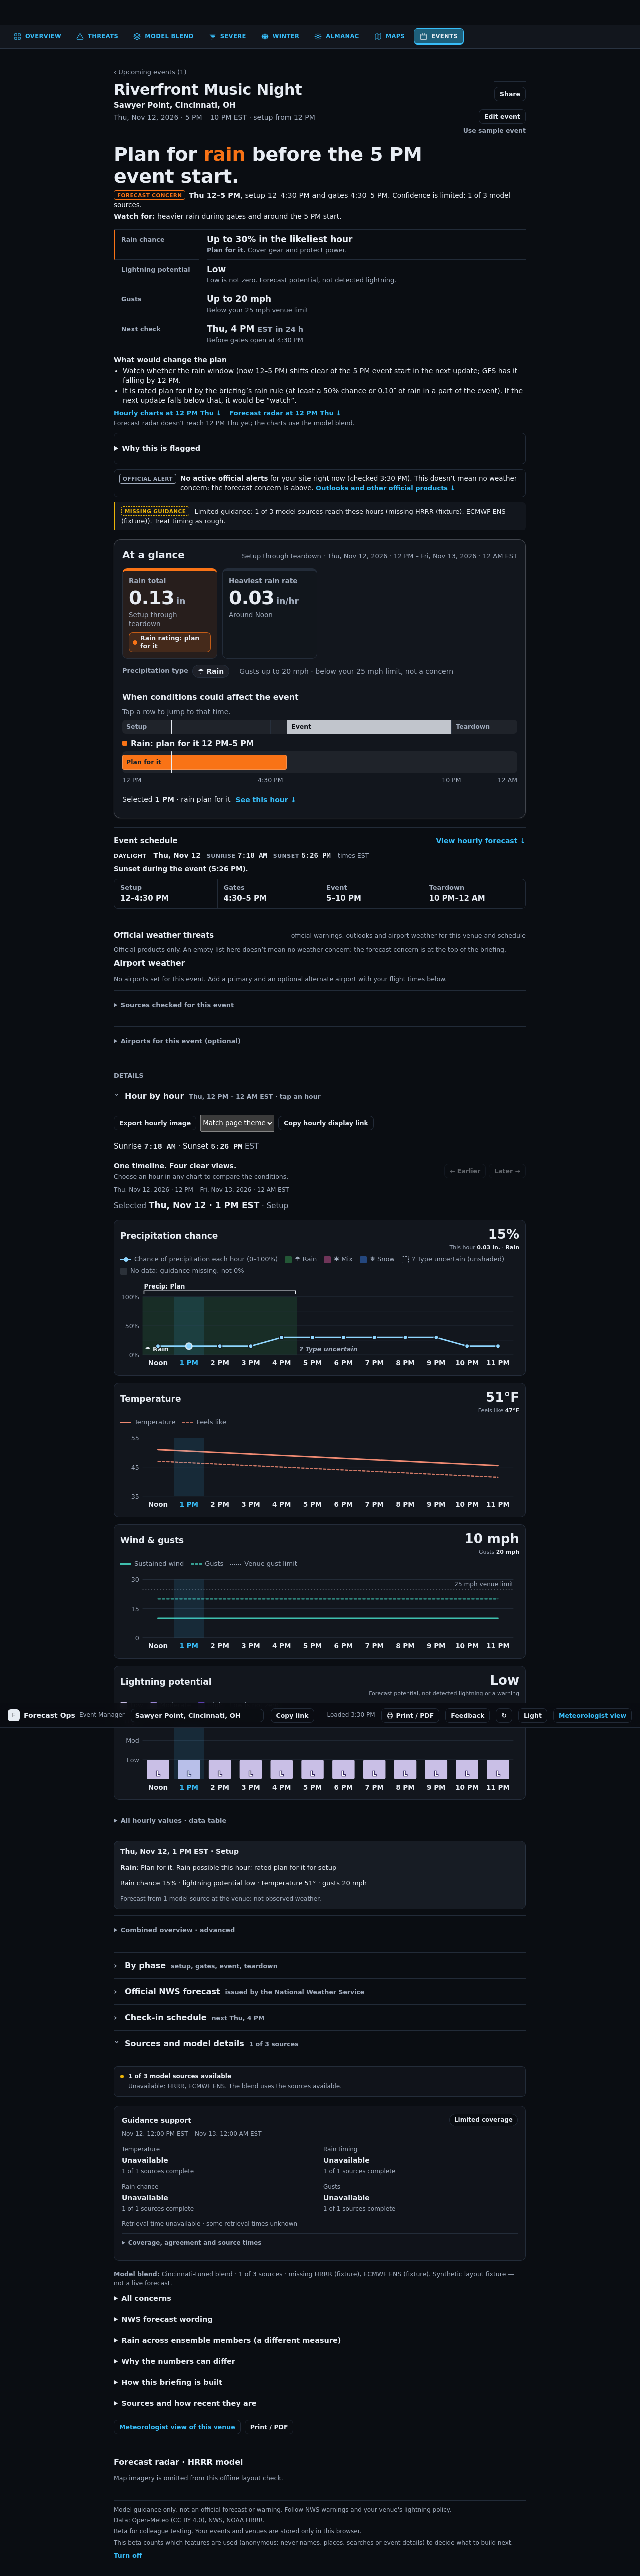 OVERVIEW THREATS MODEL BLEND SEVERE WINTER ALMANAC MAPS EVENTS
‹ Upcoming events (1)
Riverfront Music Night
Share
Sawyer Point, Cincinnati, OH
Thu, Nov 12, 2026 · 5 PM – 10 PM EST · setup from 12 PM
Edit event
Use sample event
Plan for rain before the 5 PM
event start.
FORECAST CONCERN Thu 12–5 PM, setup 12–4:30 PM and gates 4:30–5 PM. Confidence is limited: 1 of 3 model
sources.
Watch for: heavier rain during gates and around the 5 PM start.
Rain chance
Up to 30% in the likeliest hour
Plan for it. Cover gear and protect power.
Lightning potential
Low
Low is not zero. Forecast potential, not detected lightning.
Gusts
Up to 20 mph
Below your 25 mph venue limit
Next check
Thu, 4 PM EST in 24 h
Before gates open at 4:30 PM
What would change the plan
• Watch whether the rain window (now 12–5 PM) shifts clear of the 5 PM event start in the next update; GFS has it
falling by 12 PM.
• It is rated plan for it by the briefing's rain rule (at least a 50% chance or 0.10″ of rain in a part of the event). If the
next update falls below that, it would be "watch".
Hourly charts at 12 PM Thu ↓ Forecast radar at 12 PM Thu ↓
Forecast radar doesn't reach 12 PM Thu yet; the charts use the model blend.
▸ Why this is flagged
OFFICIAL ALERT No active official alerts for your site right now (checked 3:30 PM). This doesn't mean no weather
concern: the forecast concern is above. Outlooks and other official products ↓
MISSING GUIDANCE Limited guidance: 1 of 3 model sources reach these hours (missing HRRR (fixture), ECMWF ENS
(fixture)). Treat timing as rough.
At a glance
Setup through teardown · Thu, Nov 12, 2026 · 12 PM – Fri, Nov 13, 2026 · 12 AM EST
Rain total
0.13 in
Setup through
teardown
Rain rating: plan
for it
Heaviest rain rate
0.03 in/hr
Around Noon
Precipitation type ☂ Rain Gusts up to 20 mph · below your 25 mph limit, not a concern
When conditions could affect the event
Tap a row to jump to that time.
Setup Event Teardown
Rain: plan for it 12 PM–5 PM
Plan for it
12 PM 4:30 PM 10 PM 12 AM
Selected 1 PM · rain plan for it See this hour ↓
Event schedule
View hourly forecast ↓
DAYLIGHT Thu, Nov 12 SUNRISE 7:18 AM SUNSET 5:26 PM times EST
Sunset during the event (5:26 PM).
Setup
12–4:30 PM
Gates
4:30–5 PM
Event
5–10 PM
Teardown
10 PM–12 AM
Official weather threats
official warnings, outlooks and airport weather for this venue and schedule
Official products only. An empty list here doesn't mean no weather concern: the forecast concern is at the top of the briefing.
Airport weather
No airports set for this event. Add a primary and an optional alternate airport with your flight times below.
▸ Sources checked for this event
▸ Airports for this event (optional)
DETAILS
Hour by hour Thu, 12 PM – 12 AM EST · tap an hour
Export hourly image Match page theme Copy hourly display link
Sunrise 7:18 AM · Sunset 5:26 PM EST
One timeline. Four clear views.
Choose an hour in any chart to compare the conditions.
← Earlier Later →
Thu, Nov 12, 2026 · 12 PM – Fri, Nov 13, 2026 · 12 AM EST
Selected Thu, Nov 12 · 1 PM EST · Setup
Precipitation chance
15%
This hour 0.03 in. · Rain
Chance of precipitation each hour (0–100%) ☂ Rain ✱ Mix ❄ Snow ? Type uncertain (unshaded)
No data: guidance missing, not 0%
Precip: Plan
100%
50%
0%
☂ Rain
? Type uncertain
Noon 1 PM 2 PM 3 PM 4 PM 5 PM 6 PM 7 PM 8 PM 9 PM 10 PM 11 PM
Temperature
51°F
Feels like 47°F
Temperature Feels like
55
45
35
Noon 1 PM 2 PM 3 PM 4 PM 5 PM 6 PM 7 PM 8 PM 9 PM 10 PM 11 PM
Wind & gusts
10 mph
Gusts 20 mph
Sustained wind Gusts Venue gust limit
30
25 mph venue limit
15
0
Noon 1 PM 2 PM 3 PM 4 PM 5 PM 6 PM 7 PM 8 PM 9 PM 10 PM 11 PM
Lightning potential
Low
Forecast potential, not detected lightning or a warning
F Forecast Ops Event Manager Sawyer Point, Cincinnati, OH Copy link Loaded 3:30 PM Print / PDF Feedback ↻ Light Meteorologist view
Mod
Low
L L L L L L L L L L L L
Noon 1 PM 2 PM 3 PM 4 PM 5 PM 6 PM 7 PM 8 PM 9 PM 10 PM 11 PM
▸ All hourly values · data table
Thu, Nov 12, 1 PM EST · Setup
Rain: Plan for it. Rain possible this hour; rated plan for it for setup
Rain chance 15% · lightning potential low · temperature 51° · gusts 20 mph
Forecast from 1 model source at the venue; not observed weather.
▸ Combined overview · advanced
› By phase setup, gates, event, teardown
› Official NWS forecast issued by the National Weather Service
› Check-in schedule next Thu, 4 PM
Sources and model details 1 of 3 sources
1 of 3 model sources available
Unavailable: HRRR, ECMWF ENS. The blend uses the sources available.
Guidance support
Limited coverage
Nov 12, 12:00 PM EST – Nov 13, 12:00 AM EST
Temperature
Unavailable
1 of 1 sources complete
Rain timing
Unavailable
1 of 1 sources complete
Rain chance
Unavailable
1 of 1 sources complete
Gusts
Unavailable
1 of 1 sources complete
Retrieval time unavailable · some retrieval times unknown
▸ Coverage, agreement and source times
Model blend: Cincinnati-tuned blend · 1 of 3 sources · missing HRRR (fixture), ECMWF ENS (fixture). Synthetic layout fixture —
not a live forecast.
▸ All concerns
▸ NWS forecast wording
▸ Rain across ensemble members (a different measure)
▸ Why the numbers can differ
▸ How this briefing is built
▸ Sources and how recent they are
Meteorologist view of this venue Print / PDF
Forecast radar · HRRR model
Map imagery is omitted from this offline layout check.
Model guidance only, not an official forecast or warning. Follow NWS warnings and your venue's lightning policy.
Data: Open-Meteo (CC BY 4.0), NWS, NOAA HRRR.
Beta for colleague testing. Your events and venues are stored only in this browser.
This beta counts which features are used (anonymous; never names, places, searches or event details) to decide what to build next.
Turn off